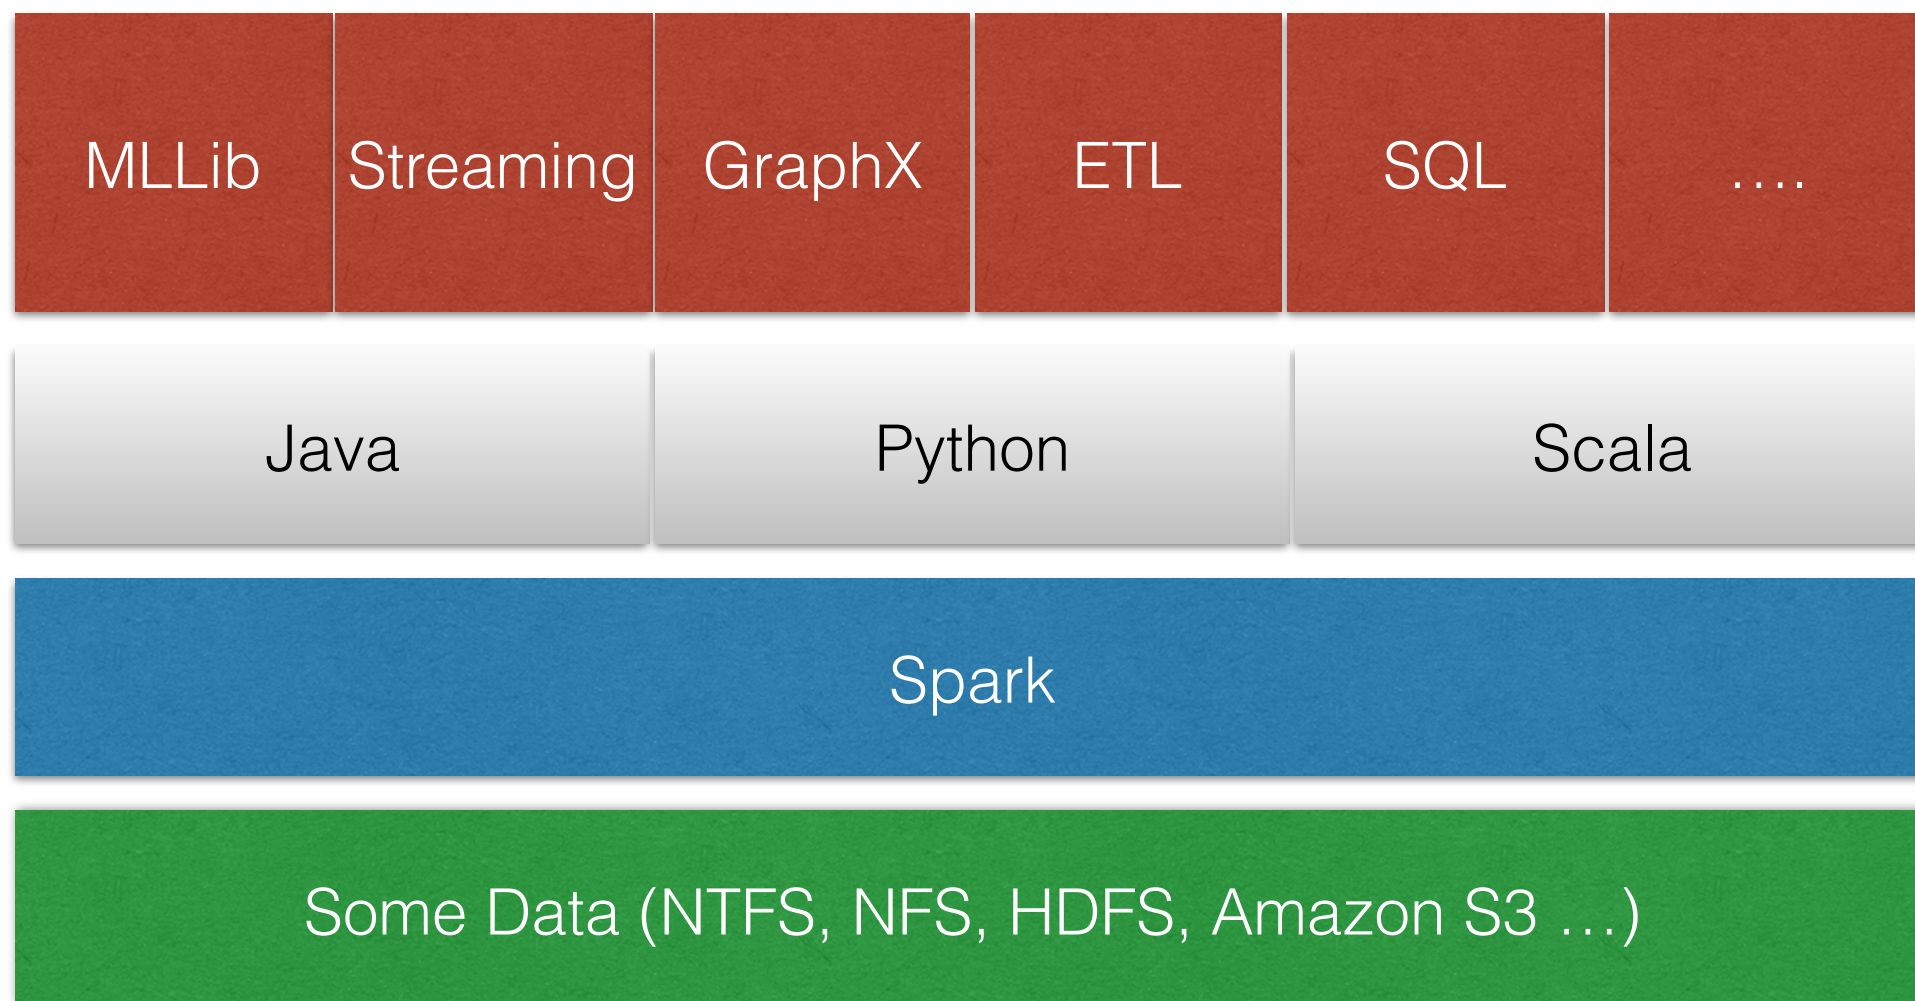 MLLib Streaming GraphX ETL SQL ....
Java Python Scala
Spark
Some Data (NTFS, NFS, HDFS, Amazon S3 ...)